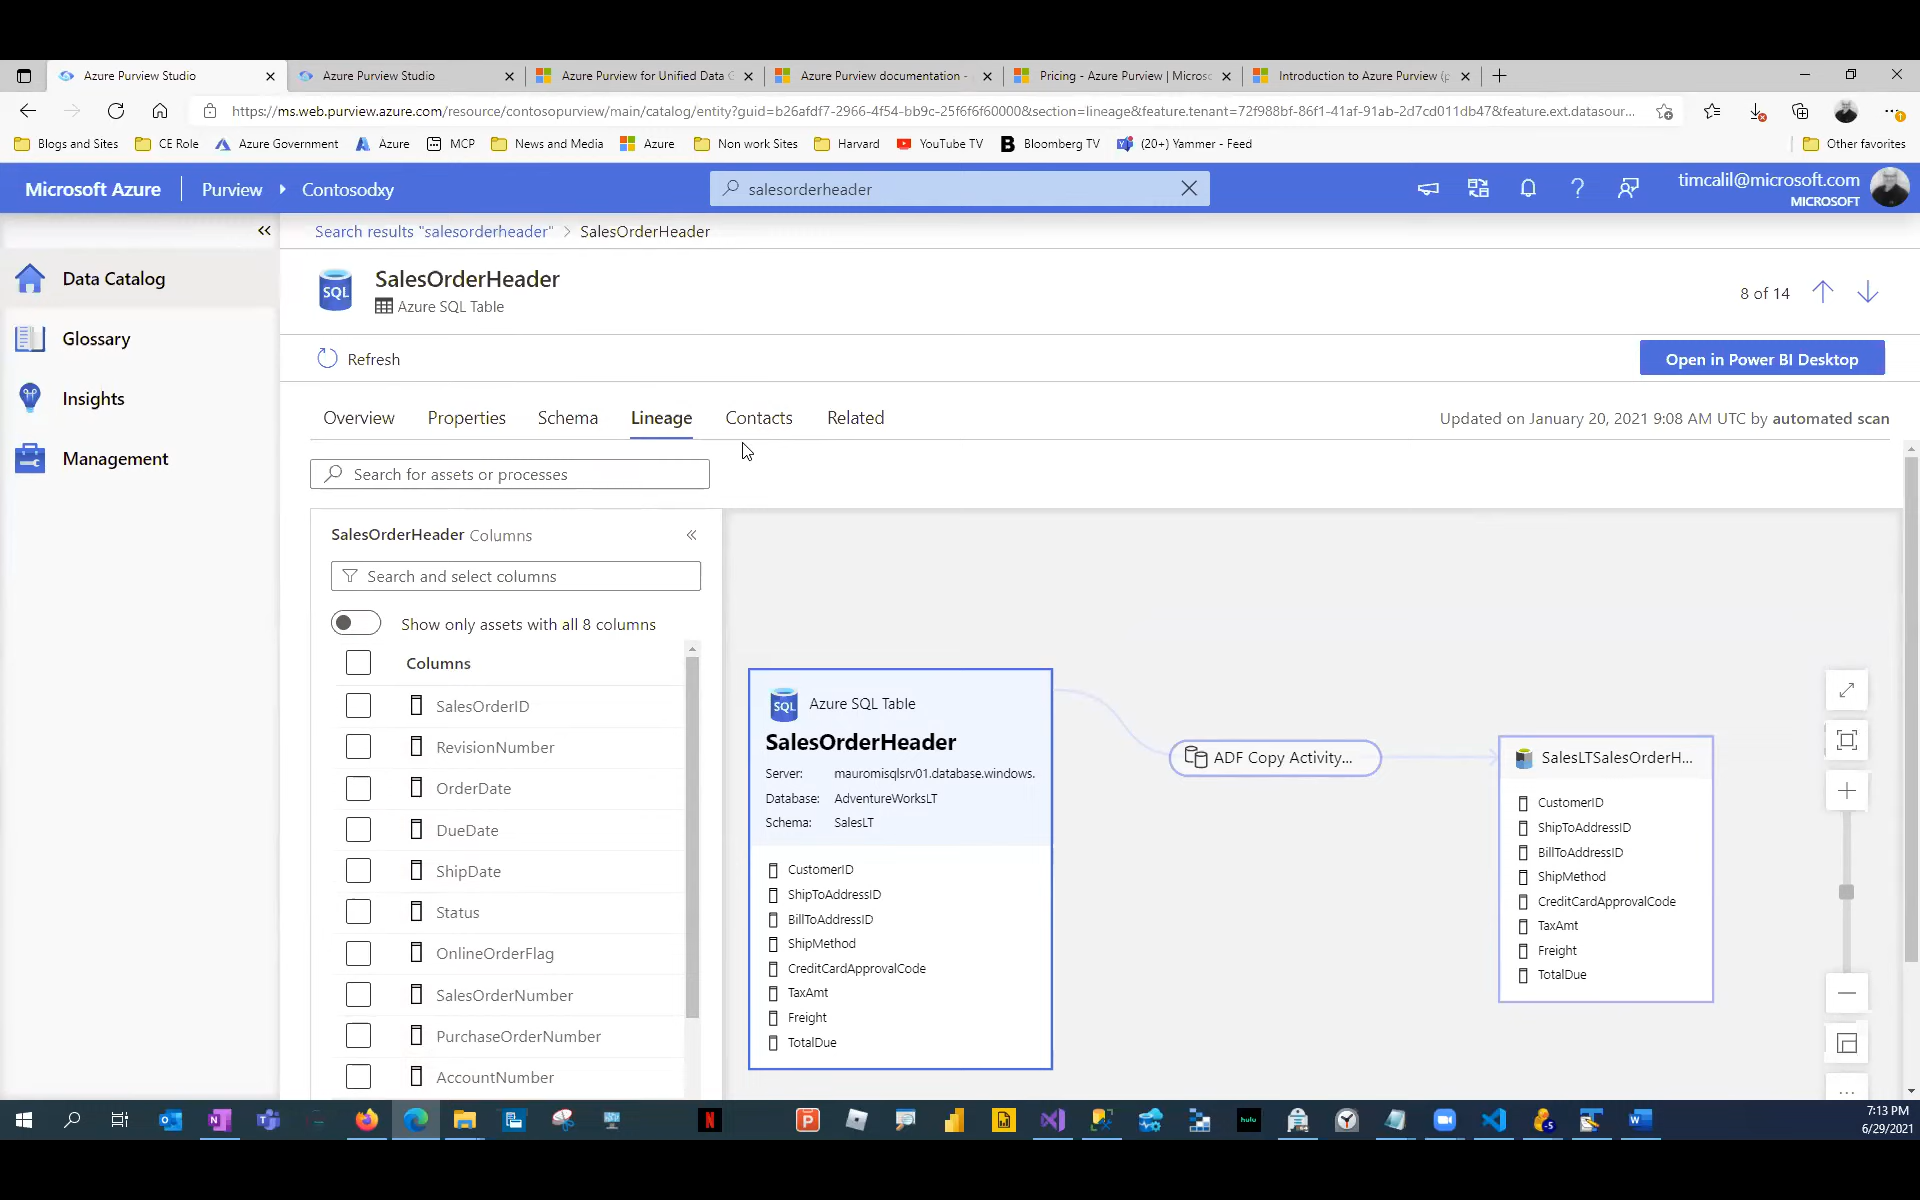 Azure Purview Studio
Azure Purview Studio
Azure Purview for Unified Data G
Azure Purview documentation -
Pricing - Azure Purview | Microsc
Introduction to Azure Purview (p
https://ms.web.purview.azure.com/resource/contosopurview/main/catalog/entity?guid=b26afdf7-2966-4f54-bb9c-25f6f6f60000&section=lineage&feature.tenant=72f988bf-86f1-41af-91ab-2d7cd011db47&feature.ext.datasour...
Blogs and Sites
CE Role
Azure Government
Azure
MCP
News and Media
Azure
Non work Sites
Harvard
YouTube TV
Bloomberg TV
(20+) Yammer - Feed
Other favorites
Microsoft Azure
Purview
Contosodxy
salesorderheader
timcalil@microsoft.com
MICROSOFT
Search results "salesorderheader" > SalesOrderHeader
Data Catalog
Glossary
Insights
Management
SQL
SalesOrderHeader
Azure SQL Table
8 of 14
Refresh
Open in Power BI Desktop
Overview
Properties
Schema
Lineage
Contacts
Related
Updated on January 20, 2021 9:08 AM UTC by automated scan
Search for assets or processes
SalesOrderHeader Columns
Search and select columns
Show only assets with all 8 columns
Columns
SalesOrderID
RevisionNumber
OrderDate
DueDate
ShipDate
Status
OnlineOrderFlag
SalesOrderNumber
PurchaseOrderNumber
AccountNumber
SQL
Azure SQL Table
SalesOrderHeader
Server: mauromisqlsrv01.database.windows.
Database: AdventureWorksLT
Schema: SalesLT
CustomerID
ShipToAddressID
BillToAddressID
ShipMethod
CreditCardApprovalCode
TaxAmt
Freight
TotalDue
ADF Copy Activity...
SalesLTSalesOrderH...
CustomerID
ShipToAddressID
BillToAddressID
ShipMethod
CreditCardApprovalCode
TaxAmt
Freight
TotalDue
hulu
7:13 PM
6/29/2021